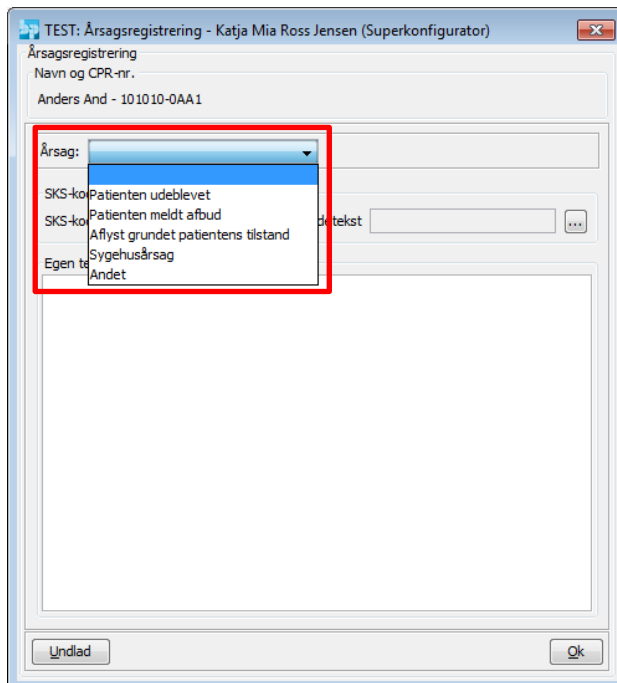 TEST: Årsagsregistrering - Katja Mia Ross Jensen (Superkonfigurator)
Årsagsregistrering
Navn og CPR-nr.
Anders And - 101010-0AA1
Årsag:
Patienten udeblevet
Patienten meldt afbud
Aflyst grundet patientens tilstand
Sygehusårsag
Andet
SKS-ko
SKS-ko detekst ...
Egen te
Undlad Ok